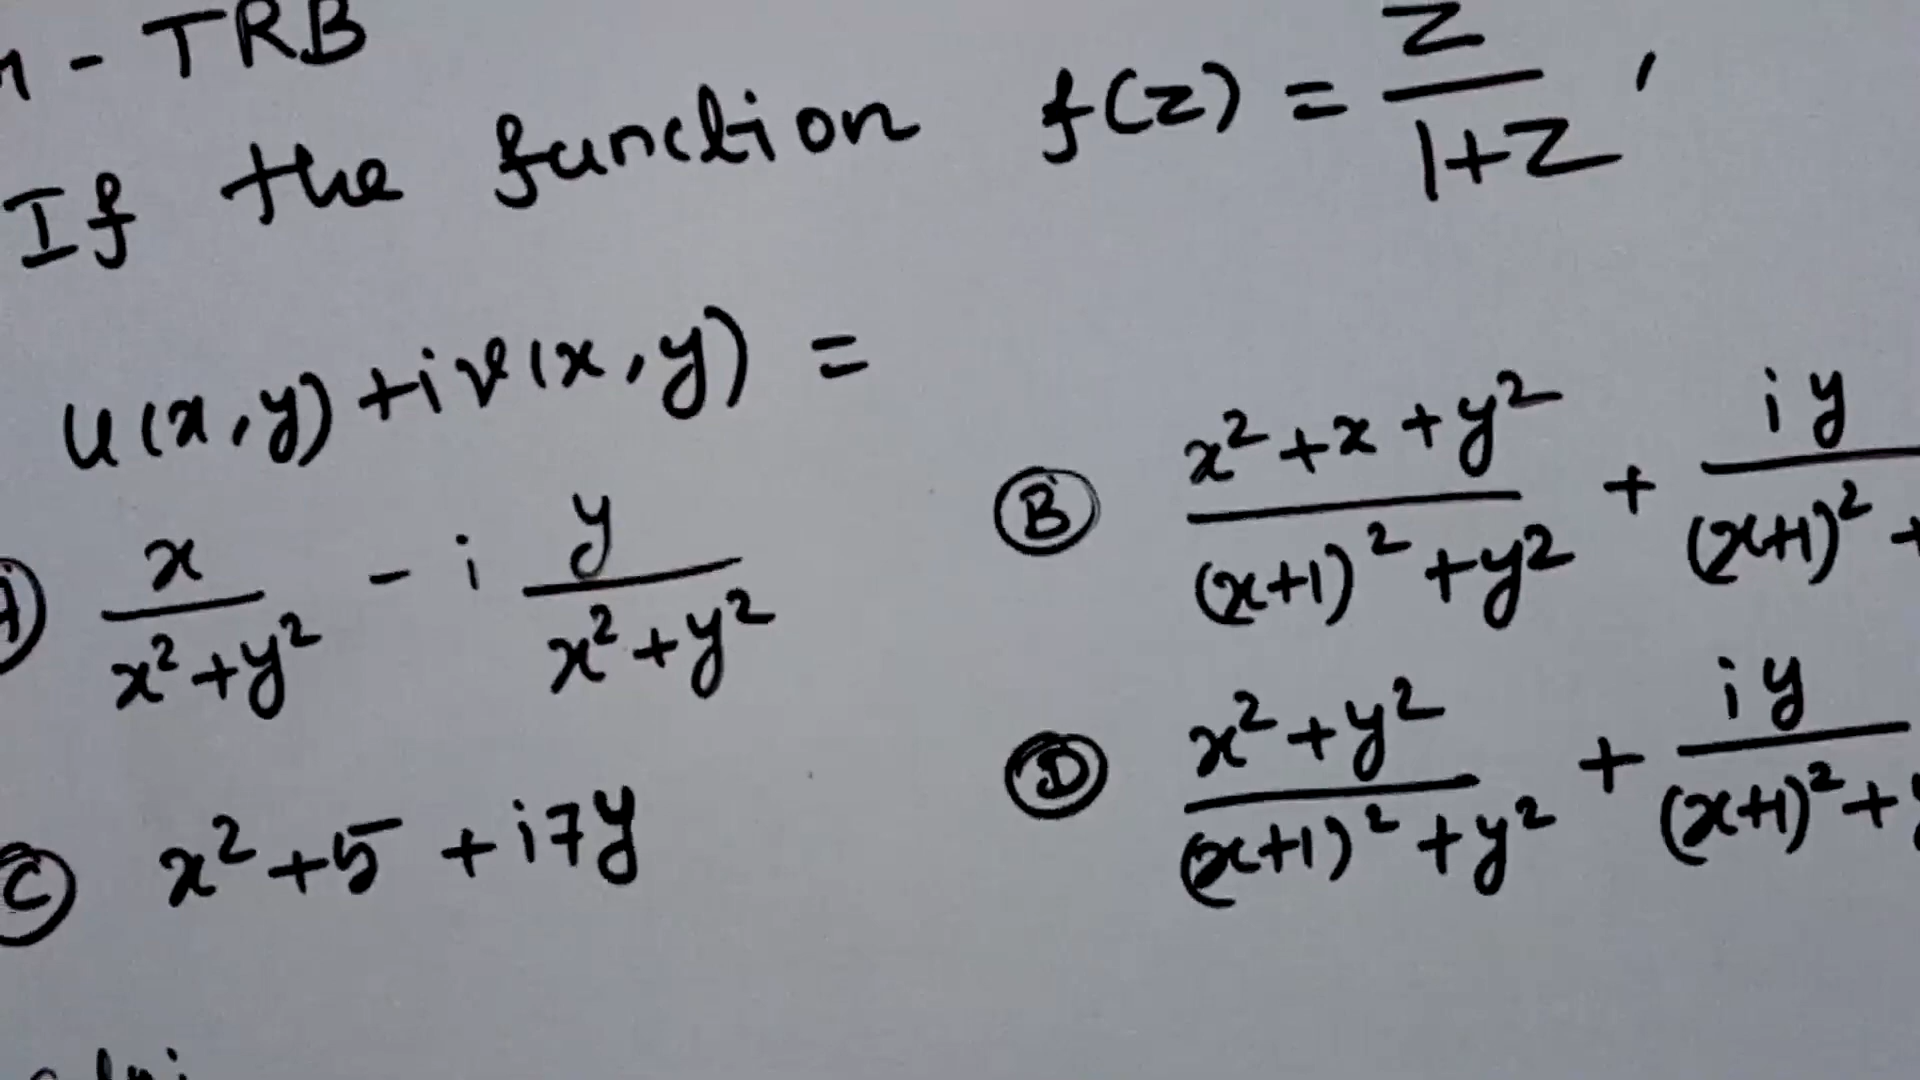 - TRB
If the function f(z) = z/(1+z) ,
u(x,y)+iv(x,y) =
A) x/(x²+y²) - i y/(x²+y²)
B (x²+x+y²)/((x+1)²+y²) + iy/((x+1)²+
C x²+5+i7y
D (x²+y²)/((x+1)²+y²) + iy/((x+1)²+y